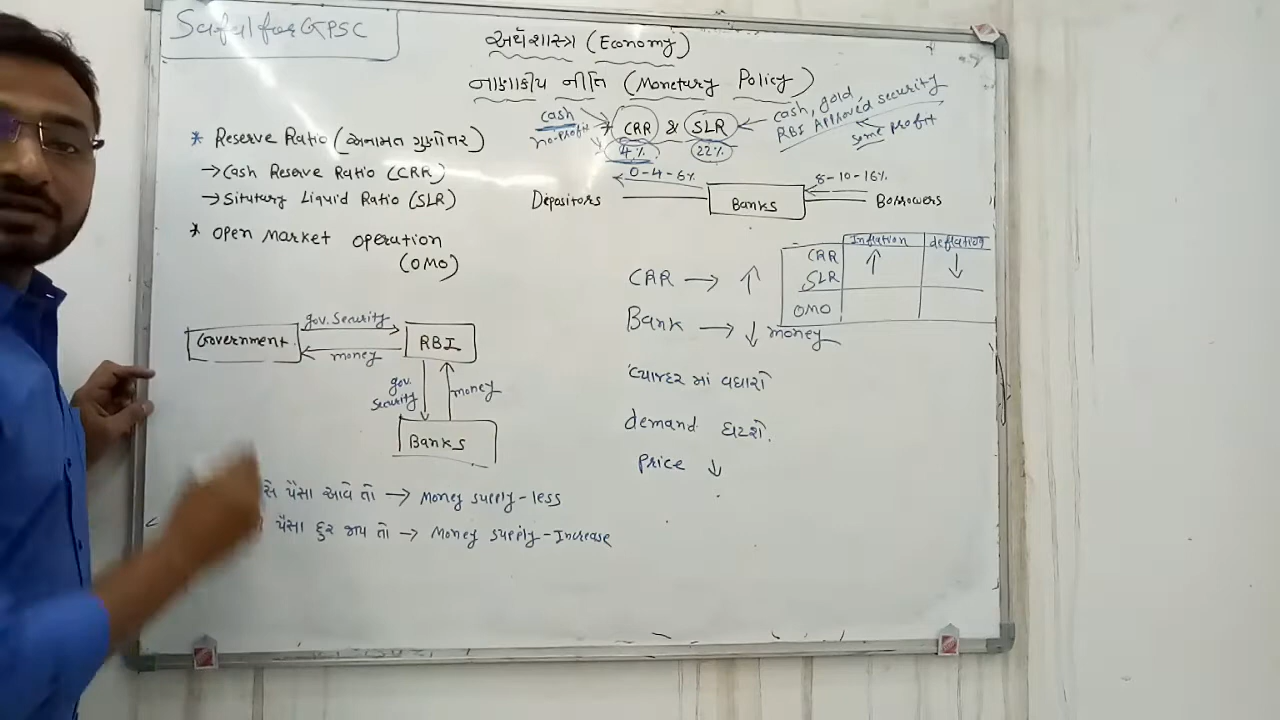 Safal for GPSC
અર્થશાસ્ત્ર (Economy)
નાણાકીય નીતિ (Monetary Policy)
* Reserve Ratio (અનામત ગુણોતર)
→ Cash Reserve Ratio (CRR)
→ Situtury Liquid Ratio (SLR)
* Open Market Operation
(OMO)
cash
no-profit
CRR & SLR
4% 22%
cash, gold,
RBI Approved security
some profit
0-4-6% 8-10-16%
Depositors Banks Borrowers
Inflation deflation
CRR ↑ ↓
SLR
OMO
CRR → ↑
Bank → ↓ money
વ્યાજદર માં વધારો
demand ઘટશે.
Price ↓
Government gov. Security RBI
money
gov. Security money
Banks
પૈસા આવે તો → Money supply-less
પૈસા દુર જાય તો → Money supply-Increase